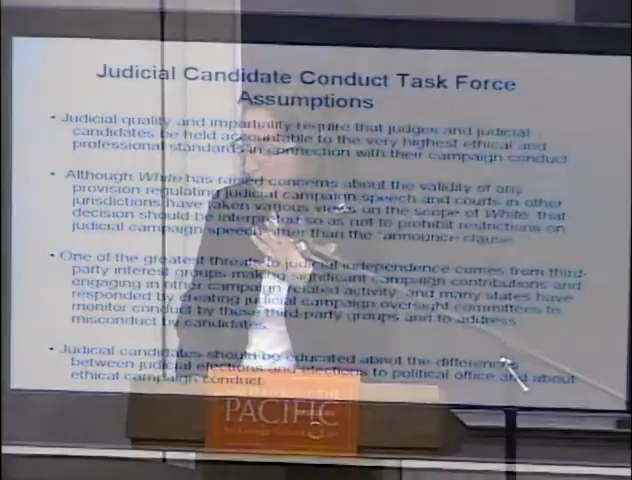 Judicial Candidate Conduct Task Force
Assumptions
• Judicial quality and impartiality require that judges and judicial
candidates be held accountable to the very highest ethical and
professional standards in connection with their campaign conduct
• Although White has raised concerns about the validity of any
provision regulating judicial campaign speech and courts in other
jurisdictions have taken various views on the scope of White, that
decision should be interpreted so as not to prohibit restrictions on
judicial campaign speech other than the "announce clause
• One of the greatest threats to judicial independence comes from third-
party interest groups making significant campaign contributions and
engaging in other campaign related activity, and many states have
responded by creating judicial campaign oversight committees to
monitor conduct by these third-party groups and to address
misconduct by candidates
• Judicial candidates should be educated about the differences
between judicial elections and elections to political office and about
ethical campaign conduct
PACIFIC